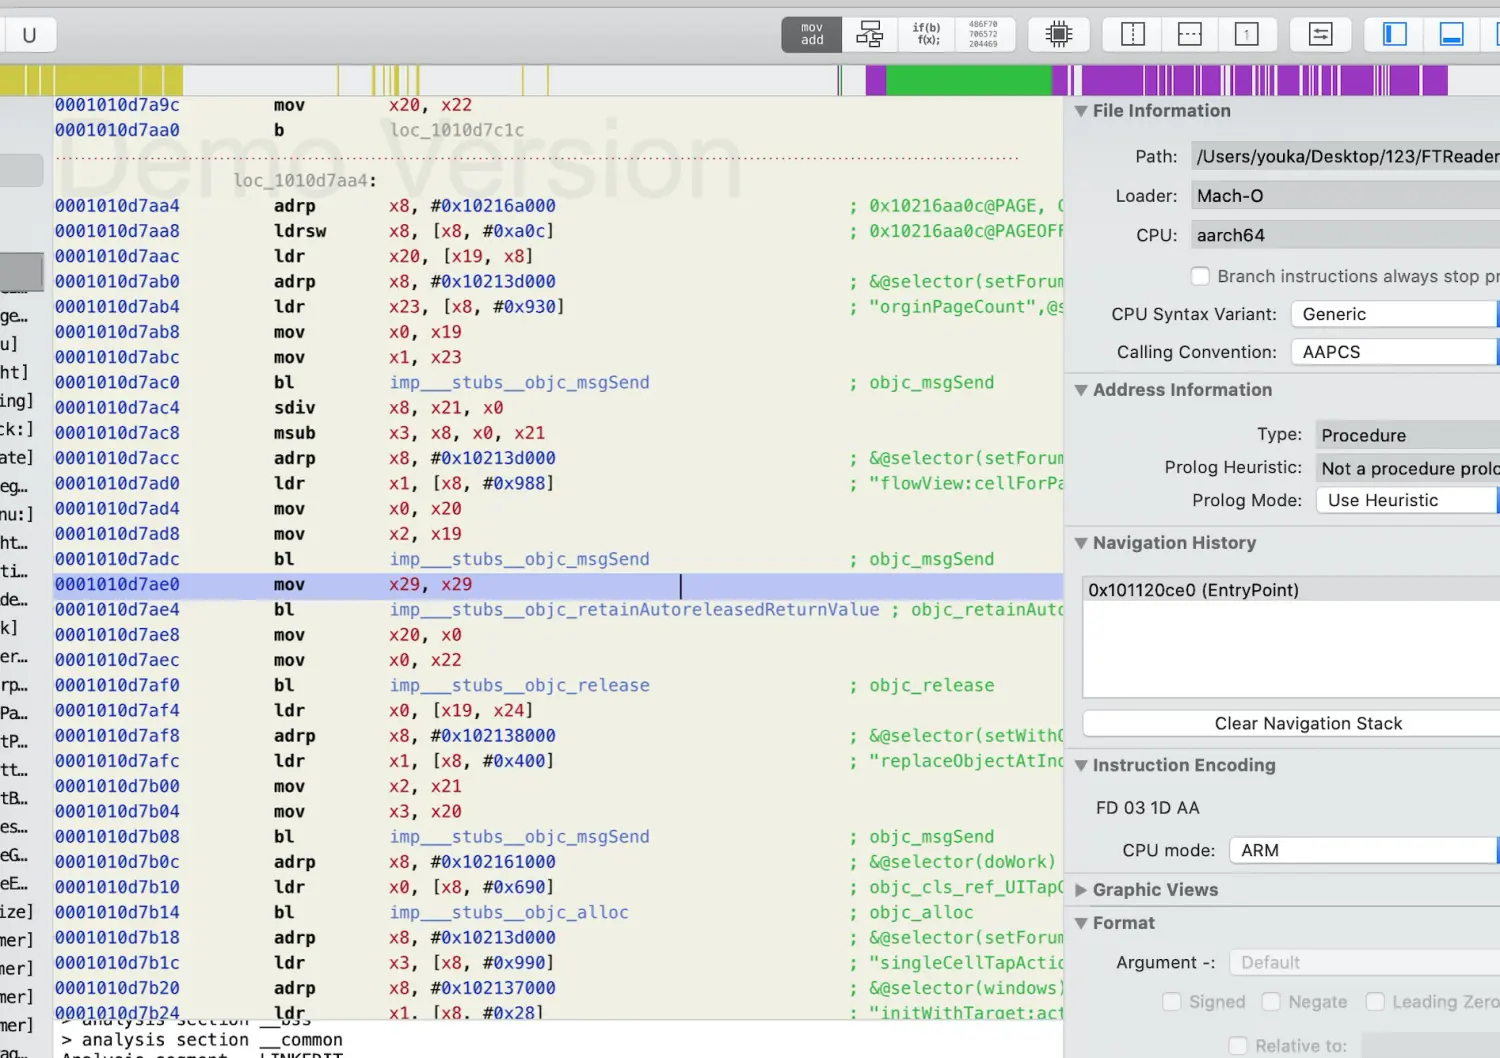 U
mov
add
if(b)
f(x);
486F70
706572
204469
1
Demo Version
0001010d7a9c mov x20, x22
0001010d7aa0 b loc_1010d7c1c
loc_1010d7aa4:
0001010d7aa4 adrp x8, #0x10216a000 ; 0x10216aa0c@PAGE,
0001010d7aa8 ldrsw x8, [x8, #0xa0c] ; 0x10216aa0c@PAGEOFF
0001010d7aac ldr x20, [x19, x8]
0001010d7ab0 adrp x8, #0x10213d000 ; &@selector(setForum
0001010d7ab4 ldr x23, [x8, #0x930] ; "orginPageCount",@s
0001010d7ab8 mov x0, x19
0001010d7abc mov x1, x23
0001010d7ac0 bl imp___stubs__objc_msgSend ; objc_msgSend
0001010d7ac4 sdiv x8, x21, x0
0001010d7ac8 msub x3, x8, x0, x21
0001010d7acc adrp x8, #0x10213d000 ; &@selector(setForum
0001010d7ad0 ldr x1, [x8, #0x988] ; "flowView:cellForPa
0001010d7ad4 mov x0, x20
0001010d7ad8 mov x2, x19
0001010d7adc bl imp___stubs__objc_msgSend ; objc_msgSend
0001010d7ae0 mov x29, x29
0001010d7ae4 bl imp___stubs__objc_retainAutoreleasedReturnValue ; objc_retainAuto
0001010d7ae8 mov x20, x0
0001010d7aec mov x0, x22
0001010d7af0 bl imp___stubs__objc_release ; objc_release
0001010d7af4 ldr x0, [x19, x24]
0001010d7af8 adrp x8, #0x102138000 ; &@selector(setWithO
0001010d7afc ldr x1, [x8, #0x400] ; "replaceObjectAtInd
0001010d7b00 mov x2, x21
0001010d7b04 mov x3, x20
0001010d7b08 bl imp___stubs__objc_msgSend ; objc_msgSend
0001010d7b0c adrp x8, #0x102161000 ; &@selector(doWork)
0001010d7b10 ldr x0, [x8, #0x690] ; objc_cls_ref_UITapG
0001010d7b14 bl imp___stubs__objc_alloc ; objc_alloc
0001010d7b18 adrp x8, #0x10213d000 ; &@selector(setForum
0001010d7b1c ldr x3, [x8, #0x990] ; "singleCellTapActio
0001010d7b20 adrp x8, #0x102137000 ; &@selector(windows)
0001010d7b24 ldr x1, [x8, #0x28] ; "initWithTarget:act
> analysis section __bss
> analysis section __common
Analysis segment __LINKEDIT
ge…
u]
ht]
ing]
ck:]
ate]
eg…
nu:]
ht…
ti…
de…
k]
er…
rp…
Pa…
tP…
tt…
tB…
es…
eG…
eE…
ize]
mer]
mer]
mer]
mer]
File Information
Path: /Users/youka/Desktop/123/FTReader
Loader: Mach-O
CPU: aarch64
Branch instructions always stop pr
CPU Syntax Variant: Generic
Calling Convention: AAPCS
Address Information
Type: Procedure
Prolog Heuristic: Not a procedure prolo
Prolog Mode: Use Heuristic
Navigation History
0x101120ce0 (EntryPoint)
Clear Navigation Stack
Instruction Encoding
FD 03 1D AA
CPU mode: ARM
Graphic Views
Format
Argument -: Default
Signed Negate Leading Zero
Relative to: